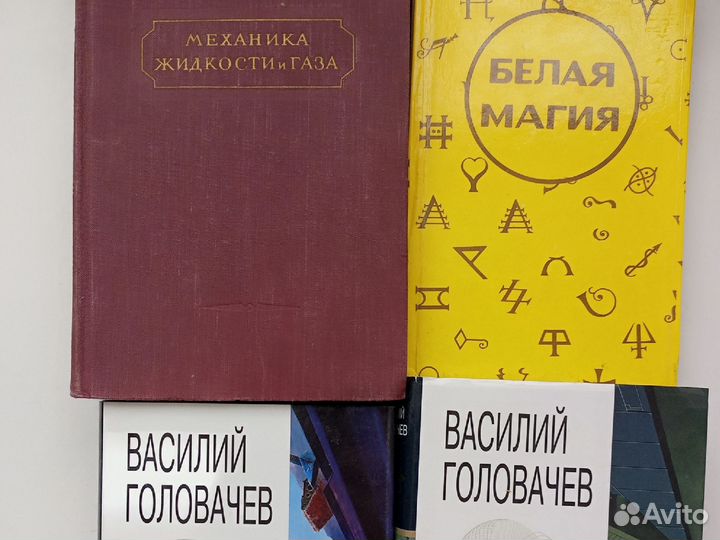 МЕХАНИКА
ЖИДКОСТИ и ГАЗА
БЕЛАЯ
МАГИЯ
ВАСИЛИЙ
ГОЛОВАЧЕВ
ВАСИЛИЙ
ГОЛОВАЧЕВ
Avito